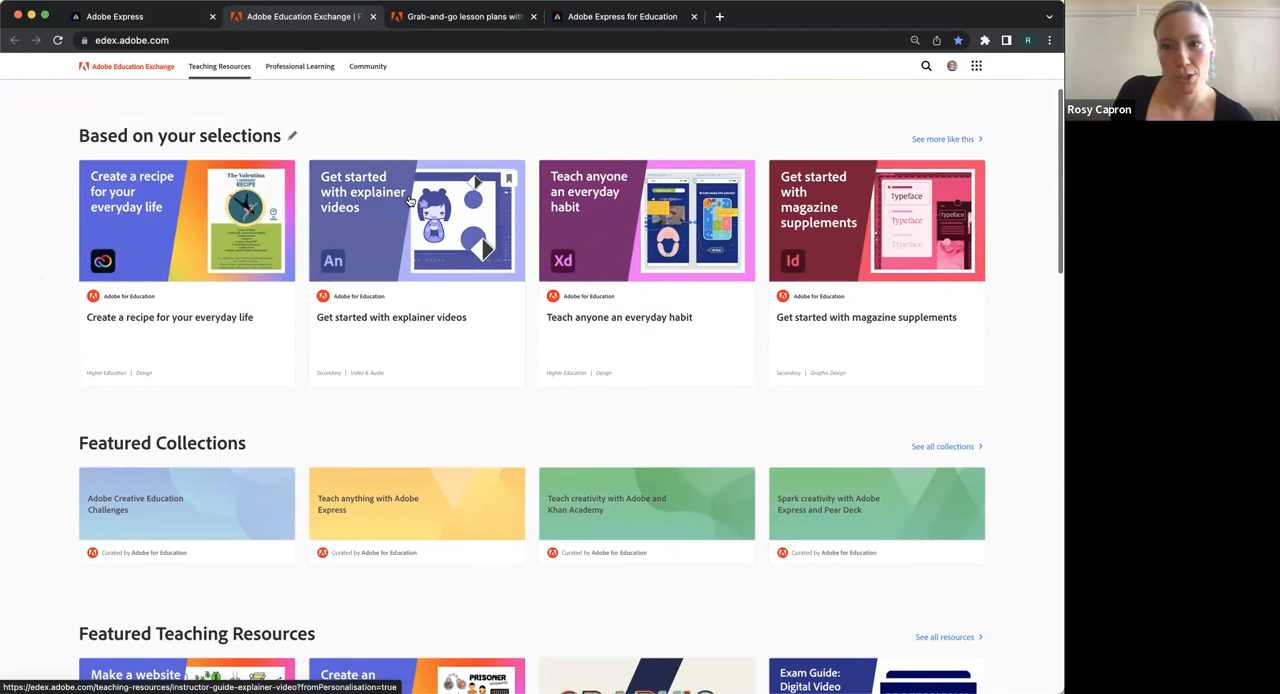 Adobe Express
Adobe Education Exchange | F
Grab-and-go lesson plans with
Adobe Express for Education
edex.adobe.com
R
Adobe Education Exchange
Teaching Resources
Professional Learning
Community
Rosy Capron
Based on your selections
See more like this
Create a recipe
for your
everyday life
The Valentina
RECIPE
Get started
with explainer
videos
An
Teach anyone
an everyday
habit
Xd
Get started
with
magazine
supplements
Typeface
Typeface
Typeface
Typeface
Id
Adobe for Education
Create a recipe for your everyday life
Higher Education | Design
Adobe for Education
Get started with explainer videos
Secondary | Video & Audio
Adobe for Education
Teach anyone an everyday habit
Higher Education | Design
Adobe for Education
Get started with magazine supplements
Secondary | Graphic Design
Featured Collections
See all collections
Adobe Creative Education
Challenges
Curated by Adobe for Education
Teach anything with Adobe
Express
Curated by Adobe for Education
Teach creativity with Adobe and
Khan Academy
Curated by Adobe for Education
Spark creativity with Adobe
Express and Pear Deck
Curated by Adobe for Education
Featured Teaching Resources
See all resources
Make a website
Create an
PRISONER
Exam Guide:
Digital Video
https://edex.adobe.com/teaching-resources/instructor-guide-explainer-video?fromPersonalisation=true